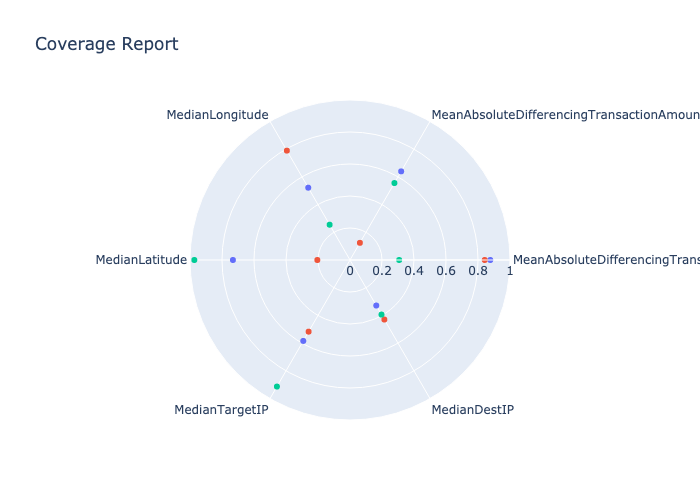 Coverage Report
MedianLongitude
MeanAbsoluteDifferencingTransactionAmoun
MedianLatitude
MeanAbsoluteDifferencingTrans
0 0.2 0.4 0.6 0.8 1
MedianTargetIP
MedianDestIP